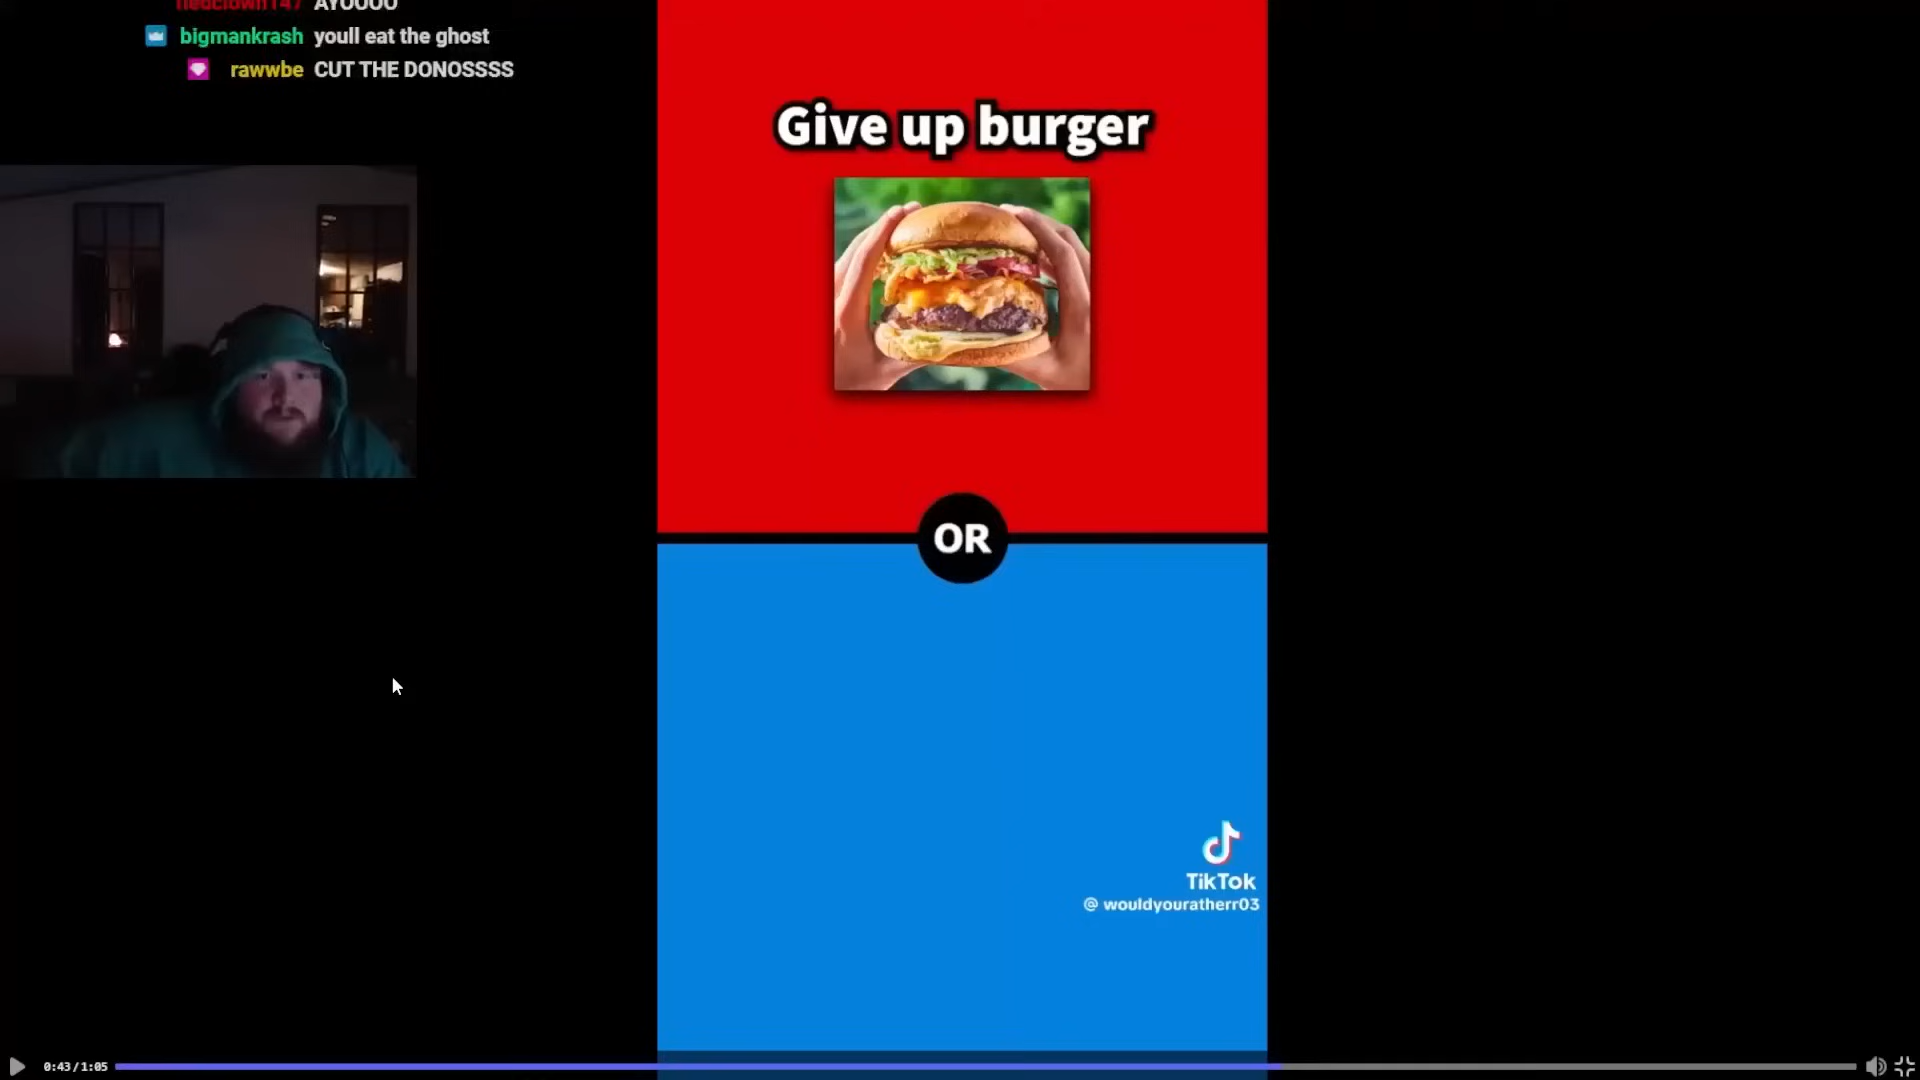 AYOOOO
bigmankrash youll eat the ghost
rawwbe CUT THE DONOSSSS
Give up burger
OR
TikTok
@ wouldyouratherr03
0:43/1:05